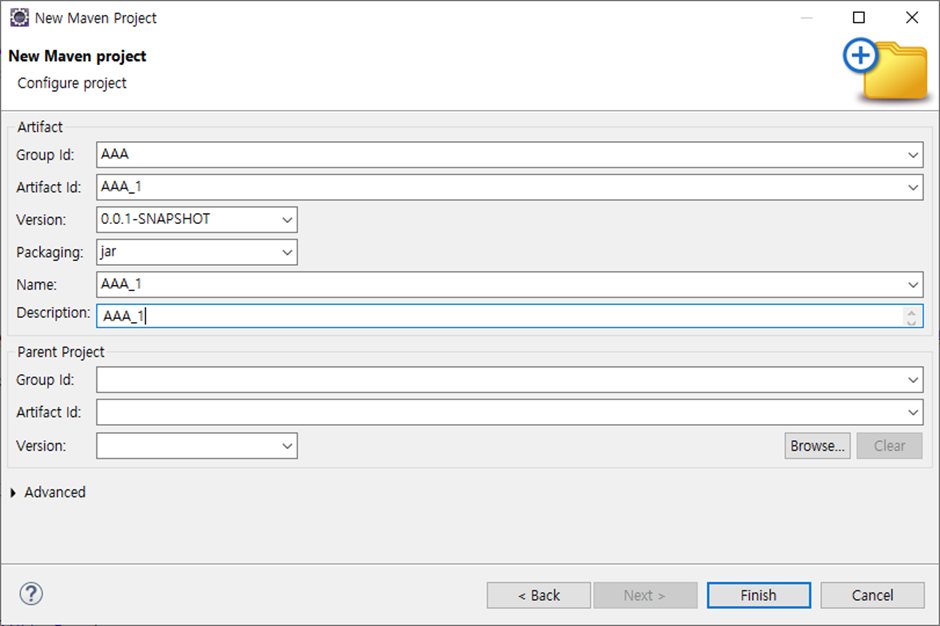 New Maven Project
New Maven project
Configure project
Artifact
Group Id: AAA
Artifact Id: AAA_1
Version: 0.0.1-SNAPSHOT
Packaging: jar
Name: AAA_1
Description: AAA_1
Parent Project
Group Id:
Artifact Id:
Version: Browse... Clear
Advanced
? < Back Next > Finish Cancel